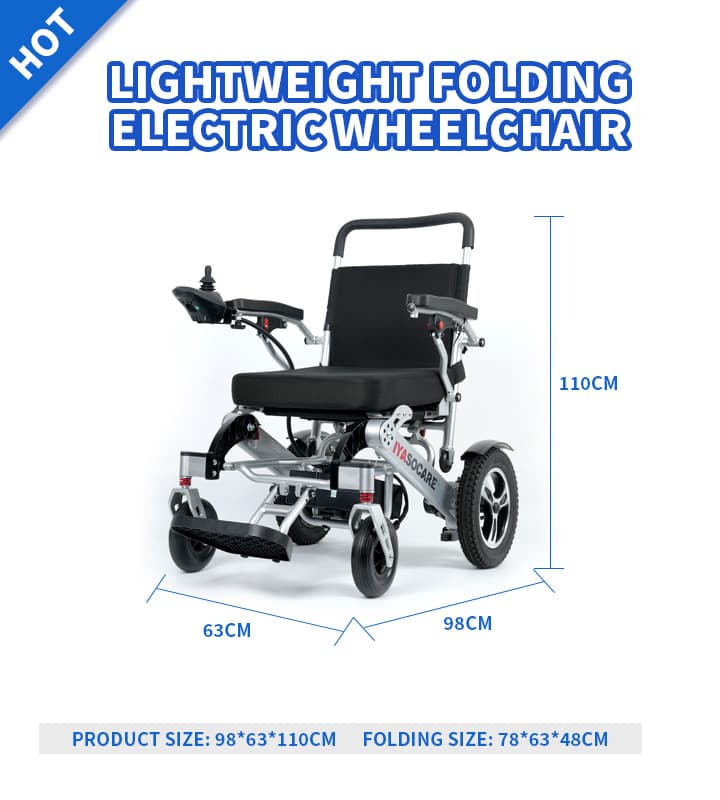 HOT
LIGHTWEIGHT FOLDING
ELECTRIC WHEELCHAIR
110CM
IYASOCARE
63CM
98CM
PRODUCT SIZE: 98*63*110CM FOLDING SIZE: 78*63*48CM